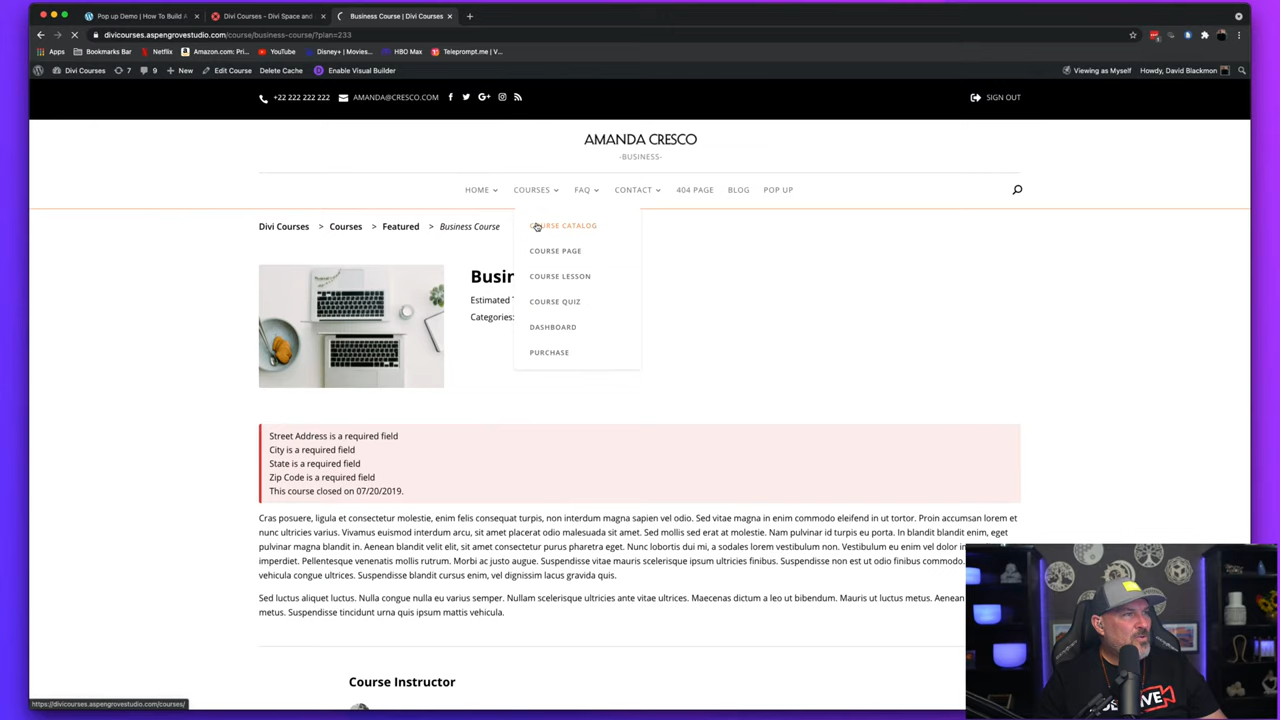 Pop up Demo | How To Build A
Divi Courses - Divi Space and
Business Course | Divi Courses
divicourses.aspengrovestudio.com/course/business-course/?plan=233
Apps
Bookmarks Bar
Netflix
Amazon.com: Pri...
YouTube
Disney+ | Movies...
HBO Max
Teleprompt.me | V...
Divi Courses
7
9
New
Edit Course
Delete Cache
Enable Visual Builder
Viewing as Myself
Howdy, David Blackmon
+22 222 222 222
AMANDA@CRESCO.COM
SIGN OUT
AMANDA CRESCO
-BUSINESS-
HOME
COURSES
FAQ
CONTACT
404 PAGE
BLOG
POP UP
Divi Courses > Courses > Featured > Business Course
COURSE CATALOG
COURSE PAGE
COURSE LESSON
COURSE QUIZ
DASHBOARD
PURCHASE
Busin
Estimated T
Categories:
Street Address is a required field
City is a required field
State is a required field
Zip Code is a required field
This course closed on 07/20/2019.
Cras posuere, ligula et consectetur molestie, enim felis consequat turpis, non interdum magna sapien vel odio. Sed vitae magna in enim commodo eleifend in ut tortor. Proin accumsan lorem et
nunc ultricies varius. Vivamus euismod interdum arcu, sit amet placerat odio malesuada sit amet. Sed mollis sed erat at molestie. Nam pulvinar id turpis eu porta. In blandit blandit enim, eget
pulvinar magna blandit in. Aenean blandit velit elit, sit amet consectetur purus pharetra eget. Nunc lobortis dui mi, a sodales lorem vestibulum non. Vestibulum eu enim vel dolor
imperdiet. Pellentesque venenatis mollis rutrum. Morbi ac justo augue. Suspendisse vitae mauris scelerisque ipsum ultricies finibus. Suspendisse non est ut odio finibus commodo.
vehicula congue ultrices. Suspendisse blandit cursus enim, vel dignissim lacus gravida quis.
Sed luctus aliquet luctus. Nulla congue nulla eu varius semper. Nullam scelerisque ultricies ante vitae ultrices. Maecenas dictum a leo ut bibendum. Mauris ut luctus metus.
metus. Suspendisse tincidunt urna quis ipsum mattis vehicula.
Course Instructor
https://divicourses.aspengrovestudio.com/courses/